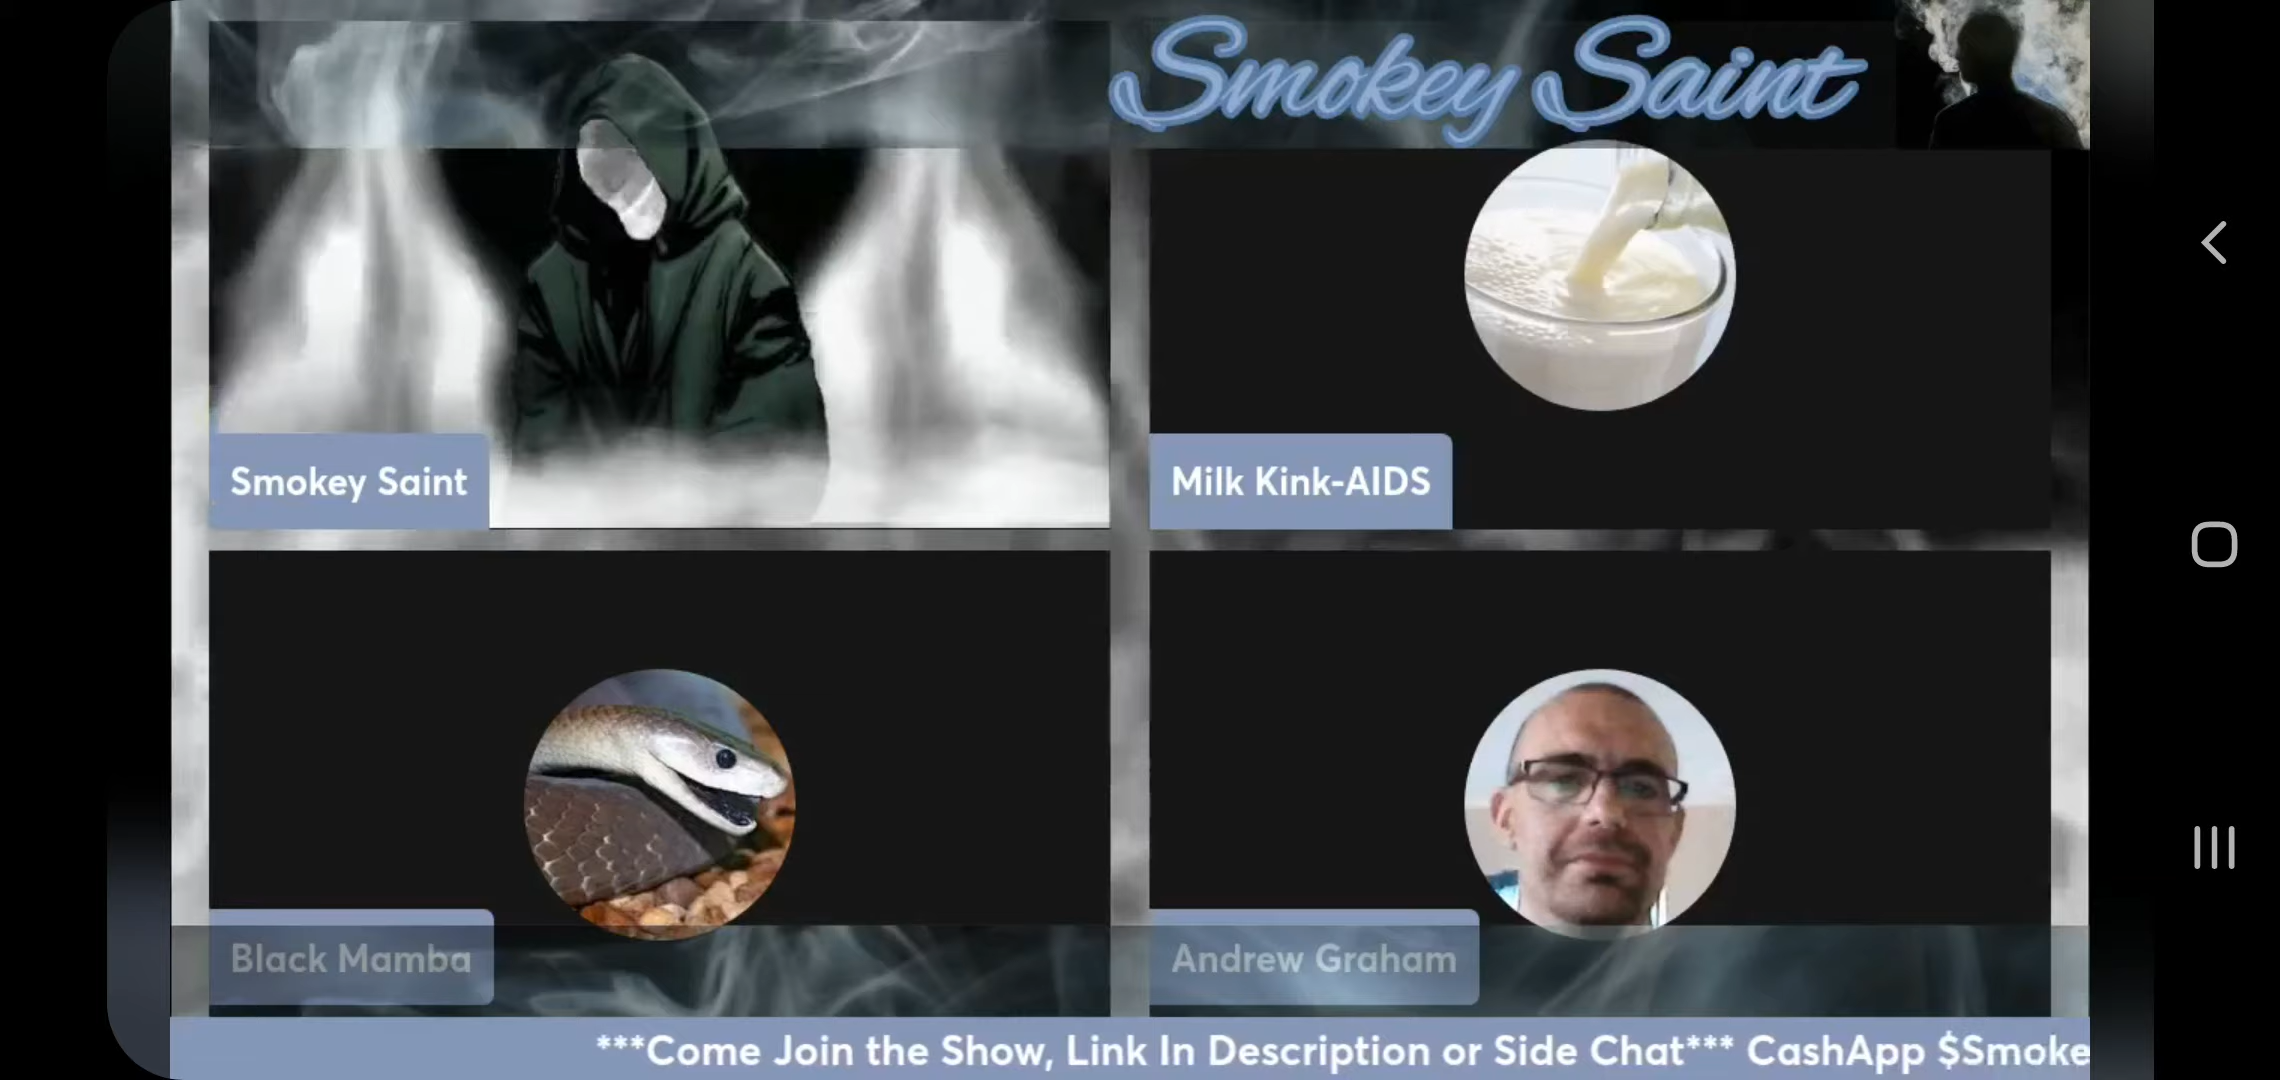 Smokey Saint
Smokey Saint
Milk Kink-AIDS
Black Mamba
Andrew Graham
***Come Join the Show, Link In Description or Side Chat*** CashApp $Smoke